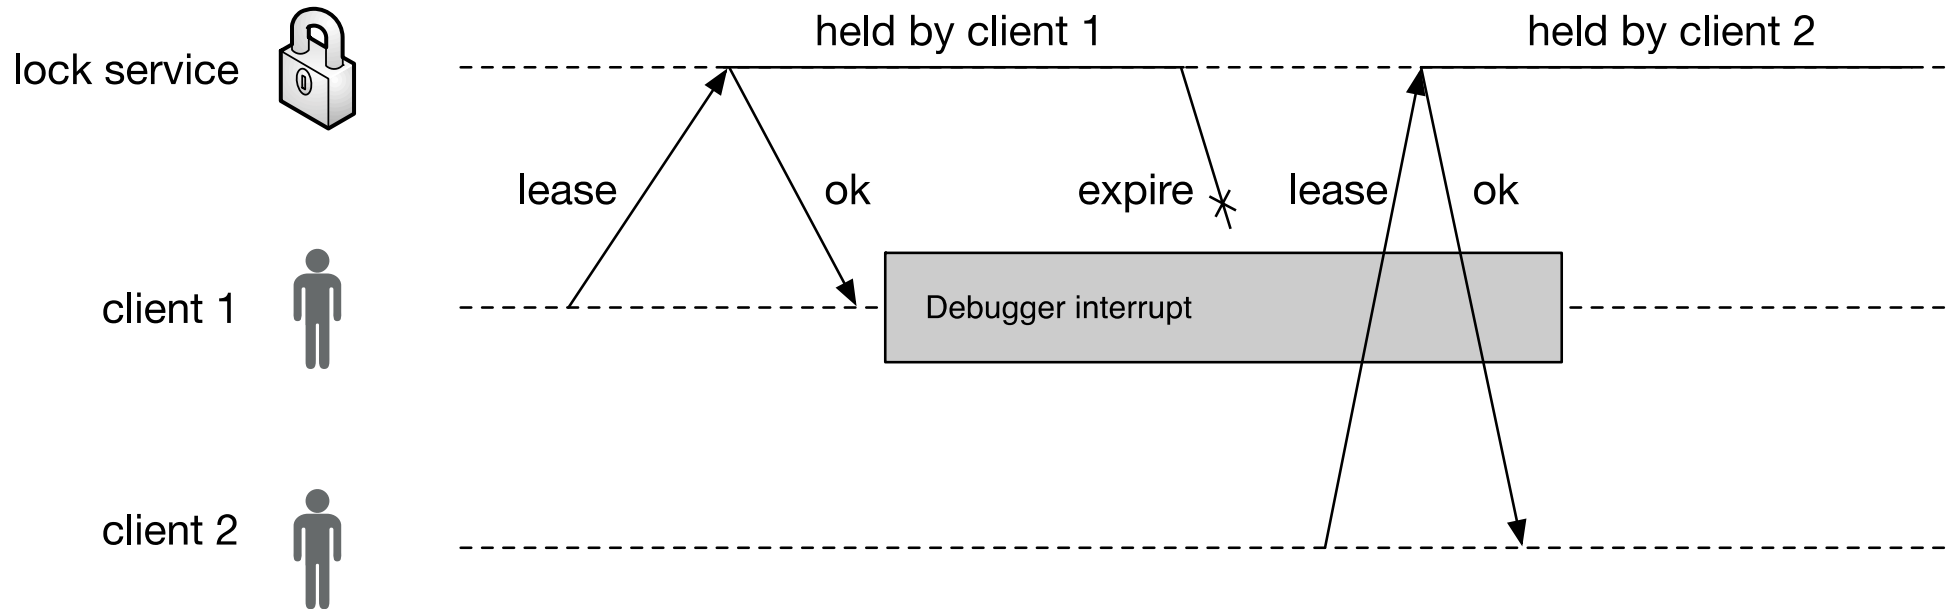 held by client 1
held by client 2
lock service
lease
ok
expire
lease
ok
client 1
Debugger interrupt
client 2